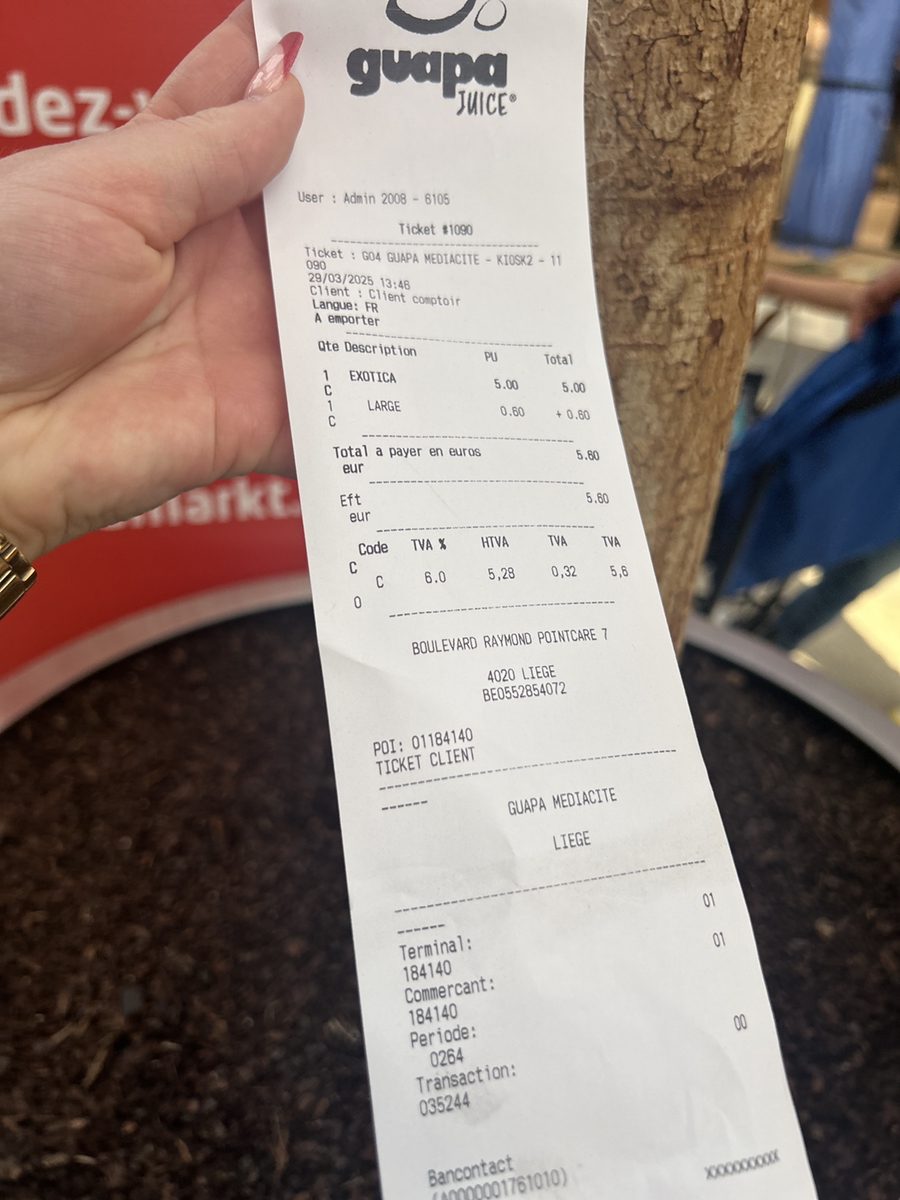 dez-v
markt.
guapa
JUICE®
User : Admin 2008 - 6105
Ticket #1090
Ticket : G04 GUAPA MEDIACITE - KIOSK2 - 11
090
29/03/2025 13:46
Client : Client comptoir
Langue: FR
A emporter
Qte Description PU Total
1 EXOTICA 5.00 5.00
C
1 LARGE 0.60 + 0.60
C
Total a payer en euros 5.60
eur
Eft 5.60
eur
Code TVA % HTVA TVA TVA
C
C 6.0 5,28 0,32 5,6
0
BOULEVARD RAYMOND POINTCARE 7
4020 LIEGE
BE0552854072
POI: 01184140
TICKET CLIENT
------
GUAPA MEDIACITE
LIEGE
------
01
Terminal:
184140 01
Commercant:
184140
Periode: 00
0264
Transaction:
035244
Bancontact XXXXXXXXX
(A0000001761010)